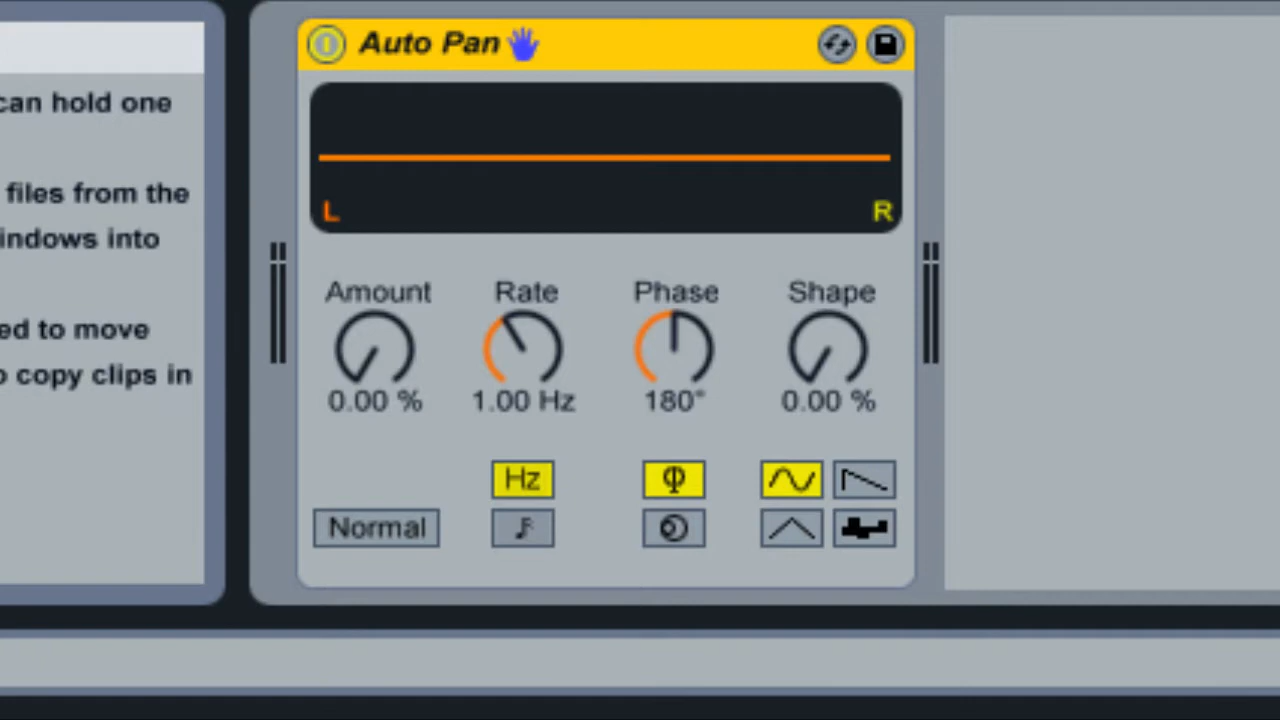 can hold one
files from the
indows into
ed to move
o copy clips in
Auto Pan
L R
Amount Rate Phase Shape
0.00 % 1.00 Hz 180° 0.00 %
Hz Φ
Normal